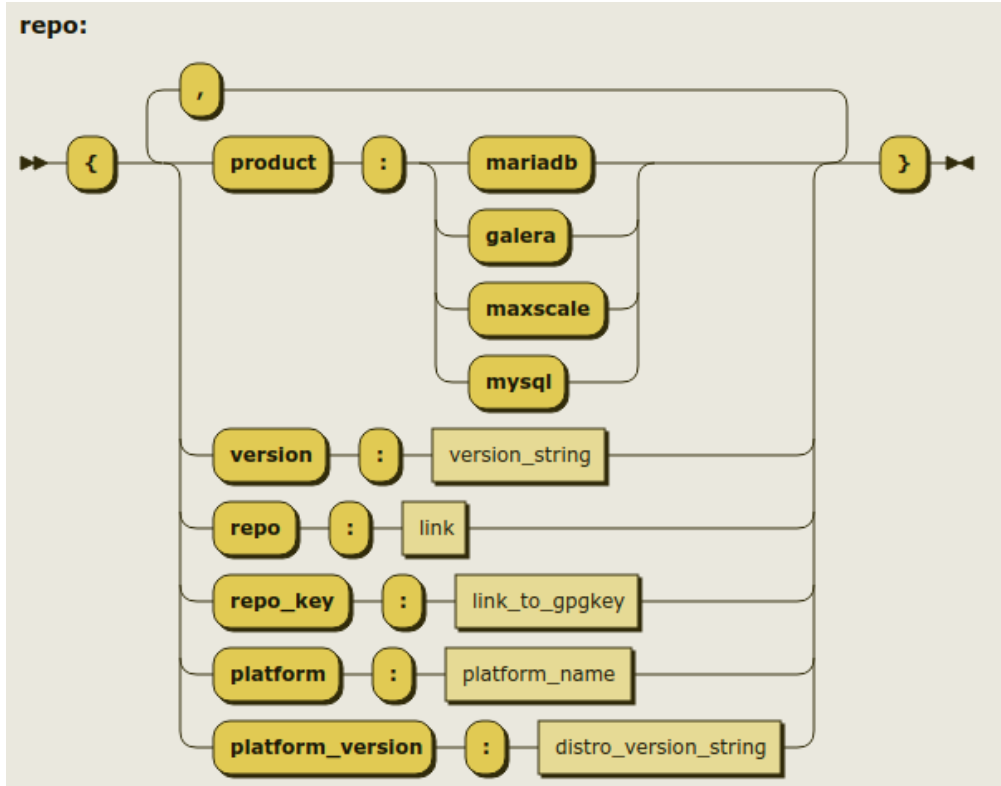 repo:
,
{ product : mariadb }
galera
maxscale
mysql
version : version_string
repo : link
repo_key : link_to_gpgkey
platform : platform_name
platform_version : distro_version_string